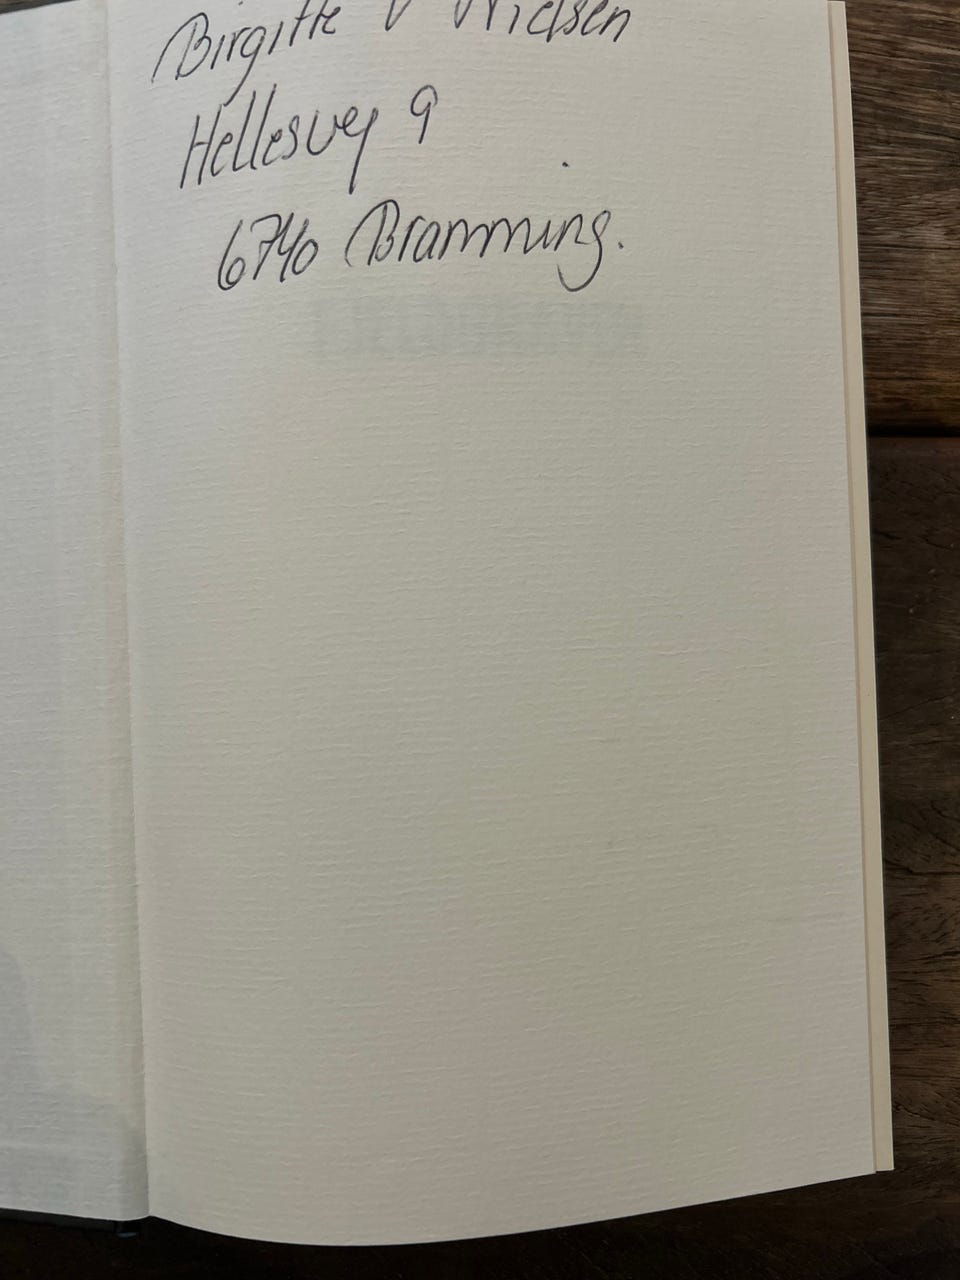 Birgitte V Nielsen
Hellesvej 9
6740 Bramming.